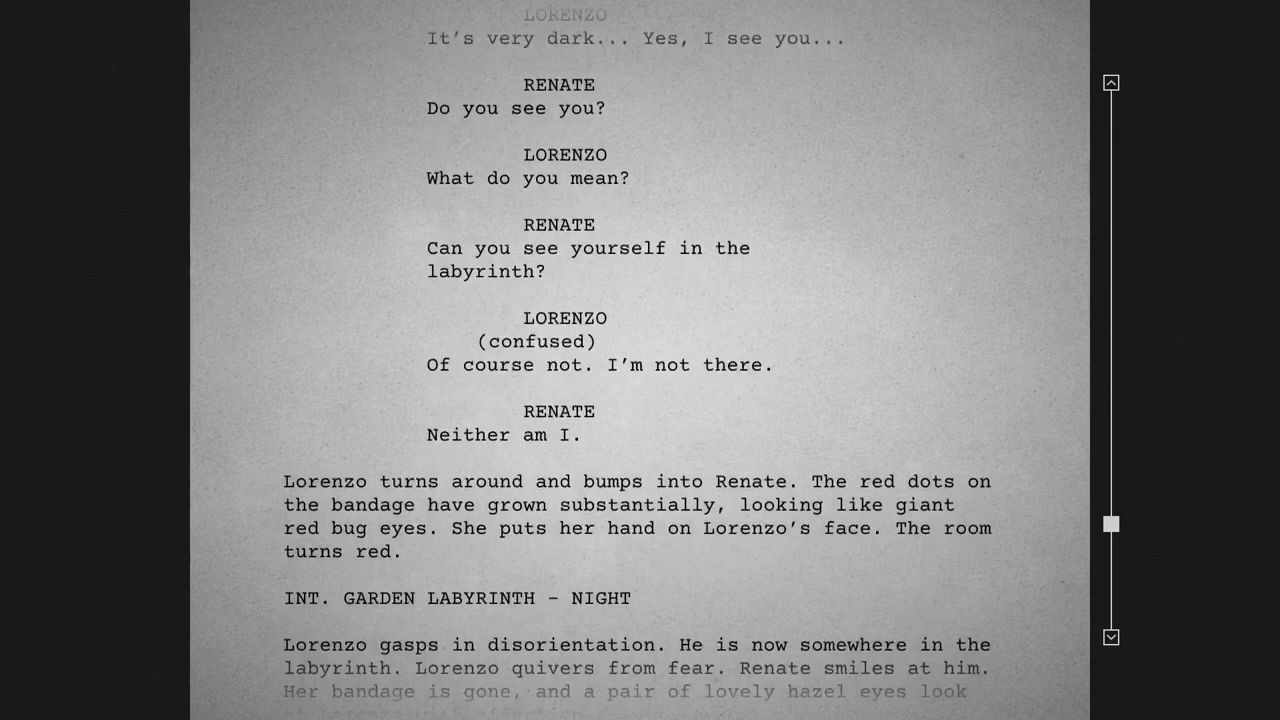 LORENZO
It’s very dark... Yes, I see you...
RENATE
Do you see you?
LORENZO
What do you mean?
RENATE
Can you see yourself in the
labyrinth?
LORENZO
(confused)
Of course not. I’m not there.
RENATE
Neither am I.
Lorenzo turns around and bumps into Renate. The red dots on
the bandage have grown substantially, looking like giant
red bug eyes. She puts her hand on Lorenzo’s face. The room
turns red.
INT. GARDEN LABYRINTH – NIGHT
Lorenzo gasps in disorientation. He is now somewhere in the
labyrinth. Lorenzo quivers from fear. Renate smiles at him.
Her bandage is gone, and a pair of lovely hazel eyes look